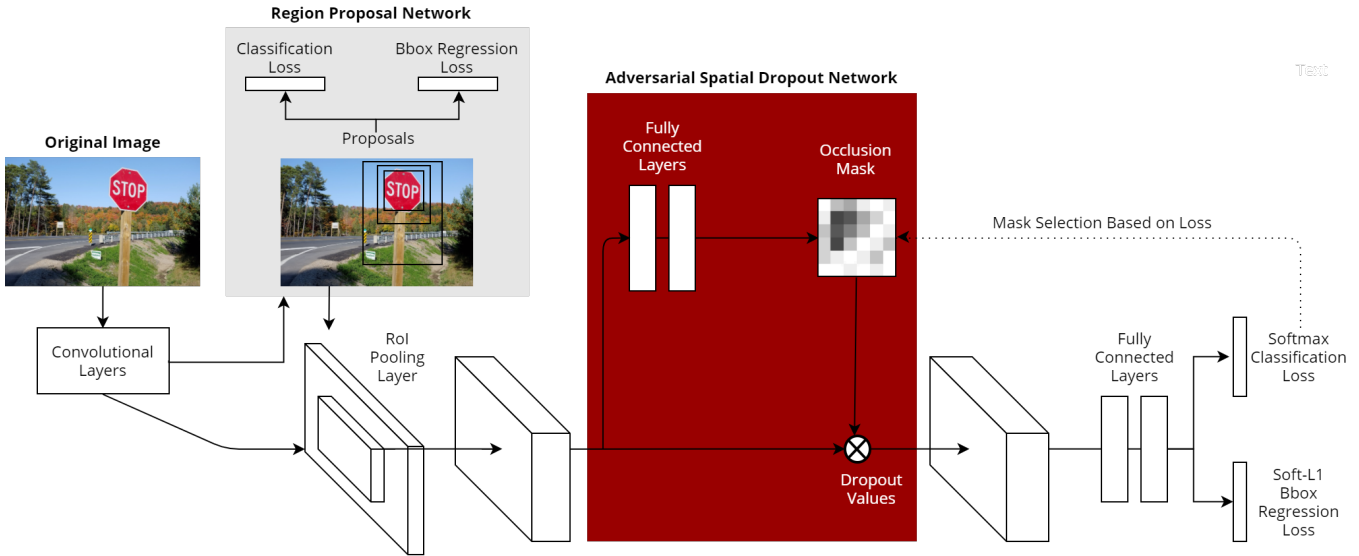 Region Proposal Network
Classification
Loss
Bbox Regression
Loss
Proposals
STOP
Original Image
STOP
Convolutional
Layers
RoI
Pooling
Layer
Adversarial Spatial Dropout Network
Fully
Connected
Layers
Occlusion
Mask
Dropout
Values
Text
Mask Selection Based on Loss
Fully
Connected
Layers
Softmax
Classification
Loss
Soft-L1
Bbox
Regression
Loss